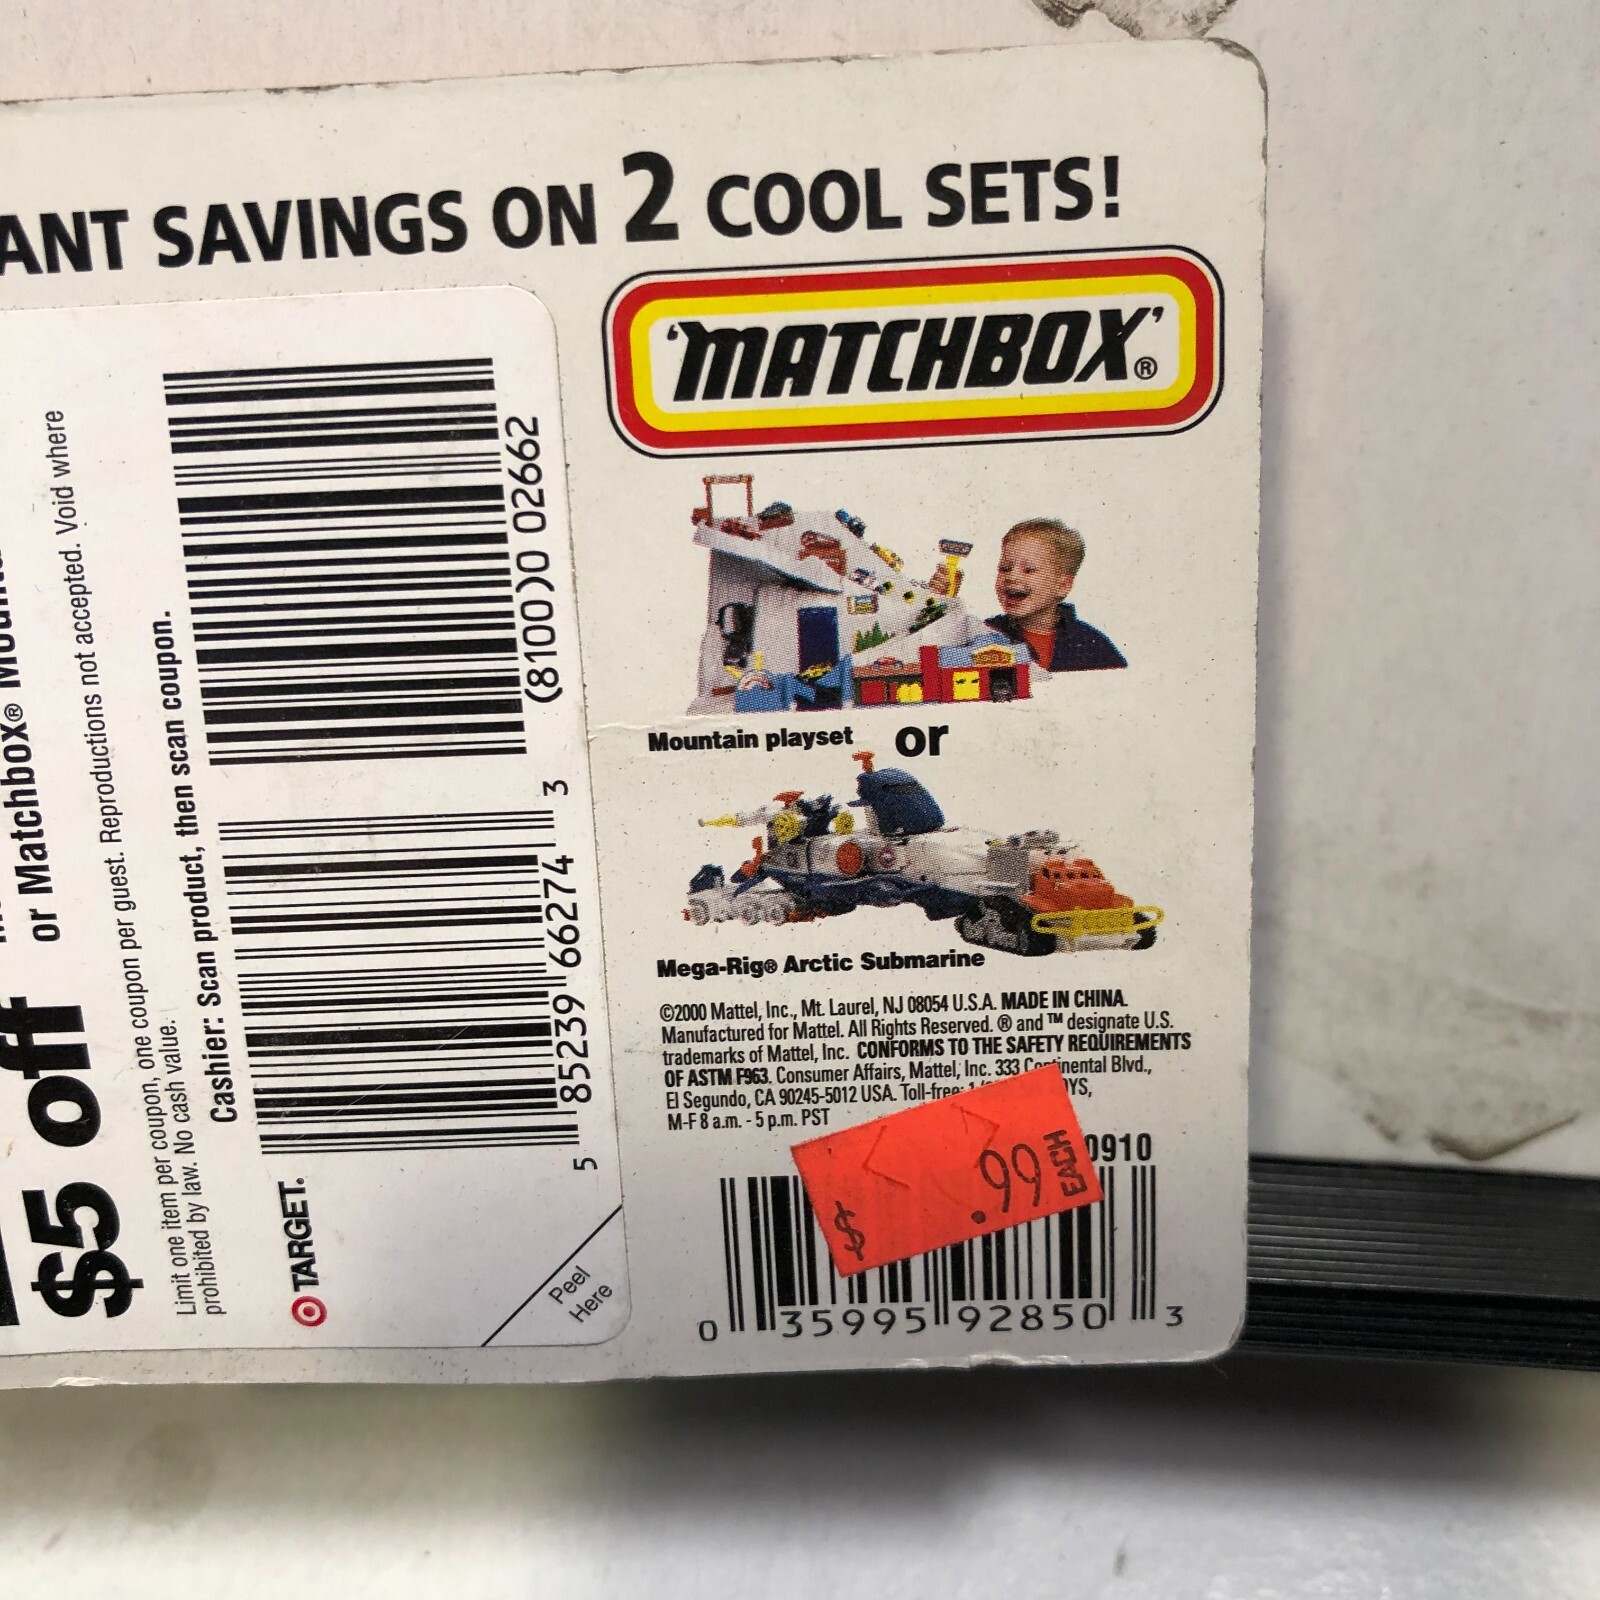 ANT SAVINGS ON 2 COOL SETS!
'MATCHBOX'®
Mountain playset or
Mega-Rig® Arctic Submarine
©2000 Mattel, Inc., Mt. Laurel, NJ 08054 U.S.A. MADE IN CHINA.
Manufactured for Mattel. All Rights Reserved. ® and ™ designate U.S.
trademarks of Mattel, Inc. CONFORMS TO THE SAFETY REQUIREMENTS
OF ASTM F963. Consumer Affairs, Mattel, Inc. 333 Continental Blvd.,
El Segundo, CA 90245-5012 USA. Toll-free: OYS,
M-F 8 a.m. - 5 p.m. PST
$ .99 EACH
0910
0 35995 92850 3
$5 off
or Matchbox®
Limit one item per coupon, one coupon per guest. Reproductions not accepted. Void where
prohibited by law. No cash value.
Cashier: Scan product, then scan coupon.
5 85239 66274 3
(8100)0 02662
TARGET.
Peel
Here